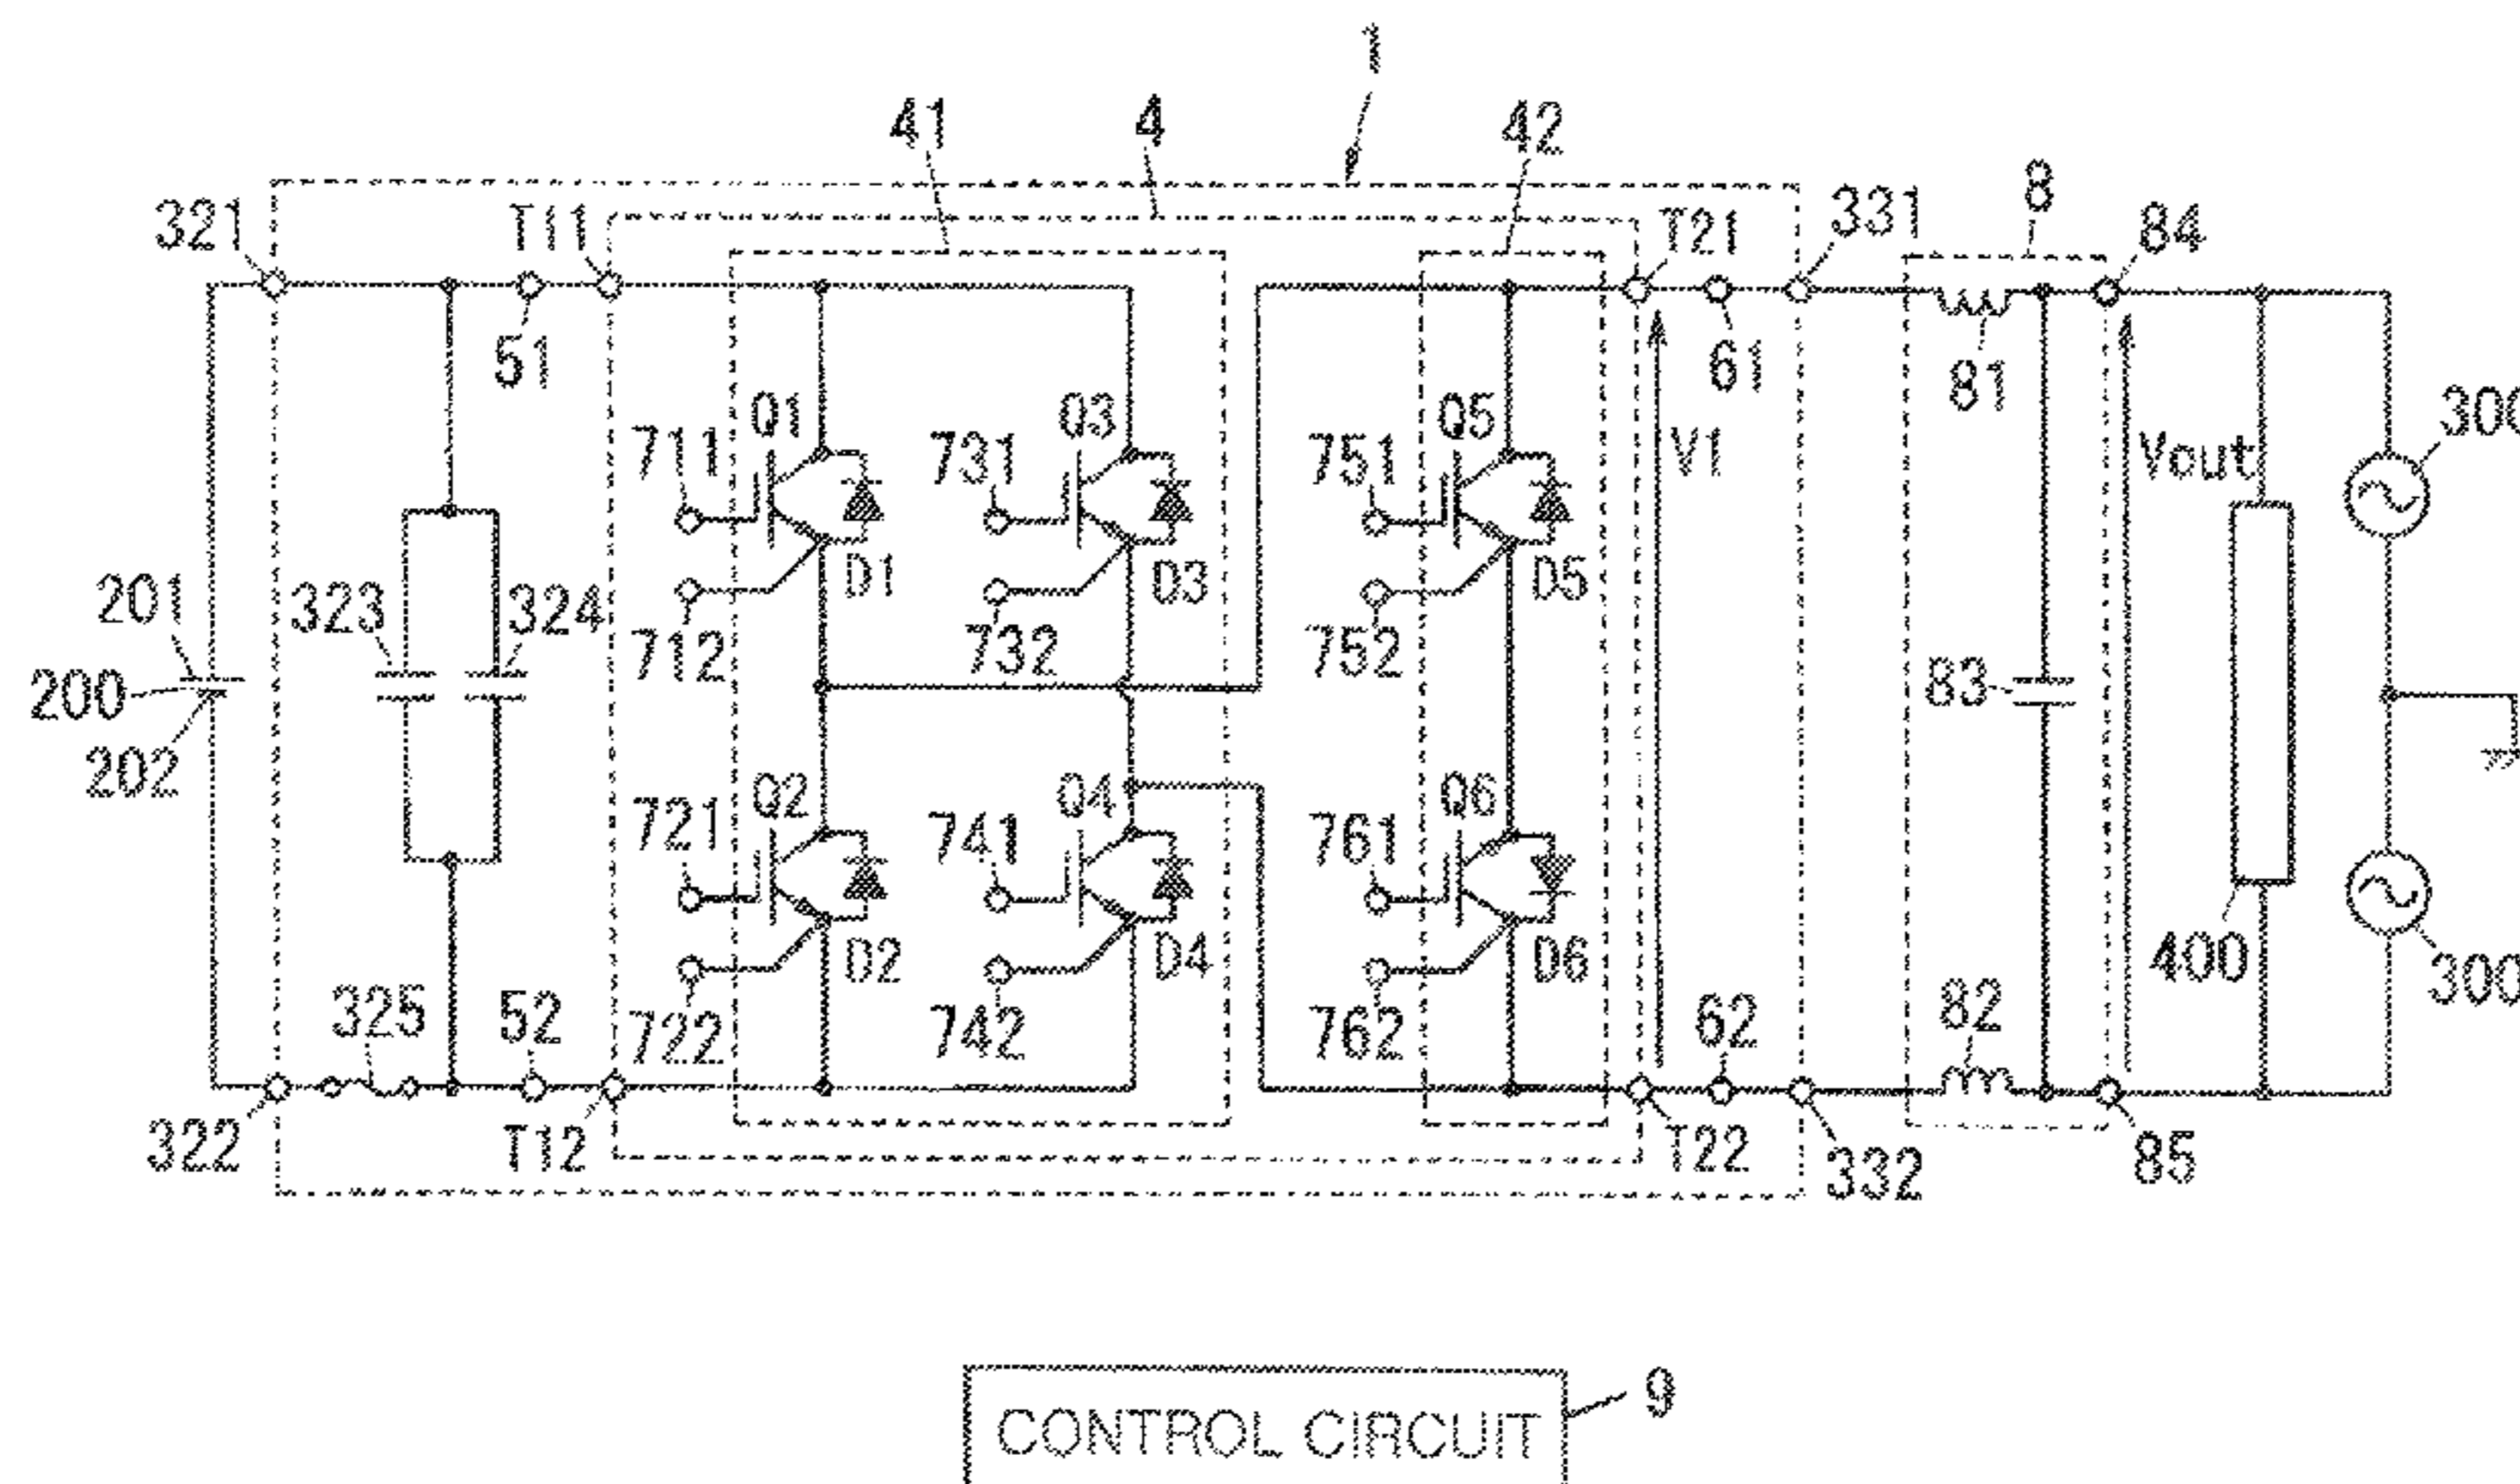 1
41 4 42
321 T11 T21 331 8 84
51 61 81
711 Q1 731 Q3 751 Q5 V1 Vout 300
201 323 324 D1 D3 D5
712 732 752
200 83
202 721 Q2 741 Q4 761 Q6
325 52 D2 D4 D6 62 82 400 300
722 742 762
322 T12 T22 332 85
CONTROL CIRCUIT 9